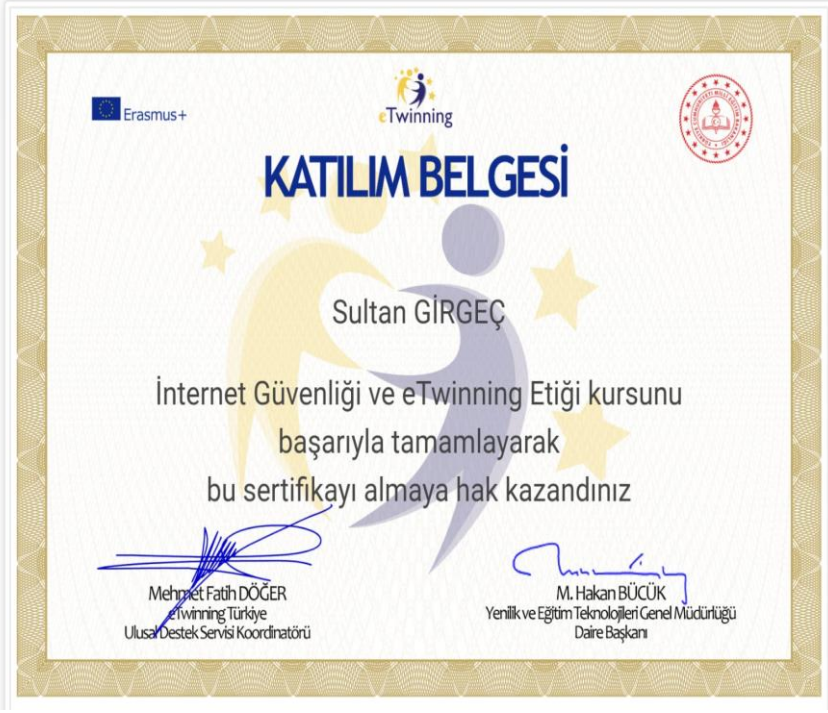 Erasmus+
eTwinning
KATILIM BELGESİ
Sultan GİRGEÇ
İnternet Güvenliği ve eTwinning Etiği kursunu
başarıyla tamamlayarak
bu sertifikayı almaya hak kazandınız
Mehmet Fatih DÖĞER
eTwinning Türkiye
Ulusal Destek Servisi Koordinatörü
M. Hakan BÜCÜK
Yenilik ve Eğitim Teknolojileri Genel Müdürlüğü
Daire Başkanı